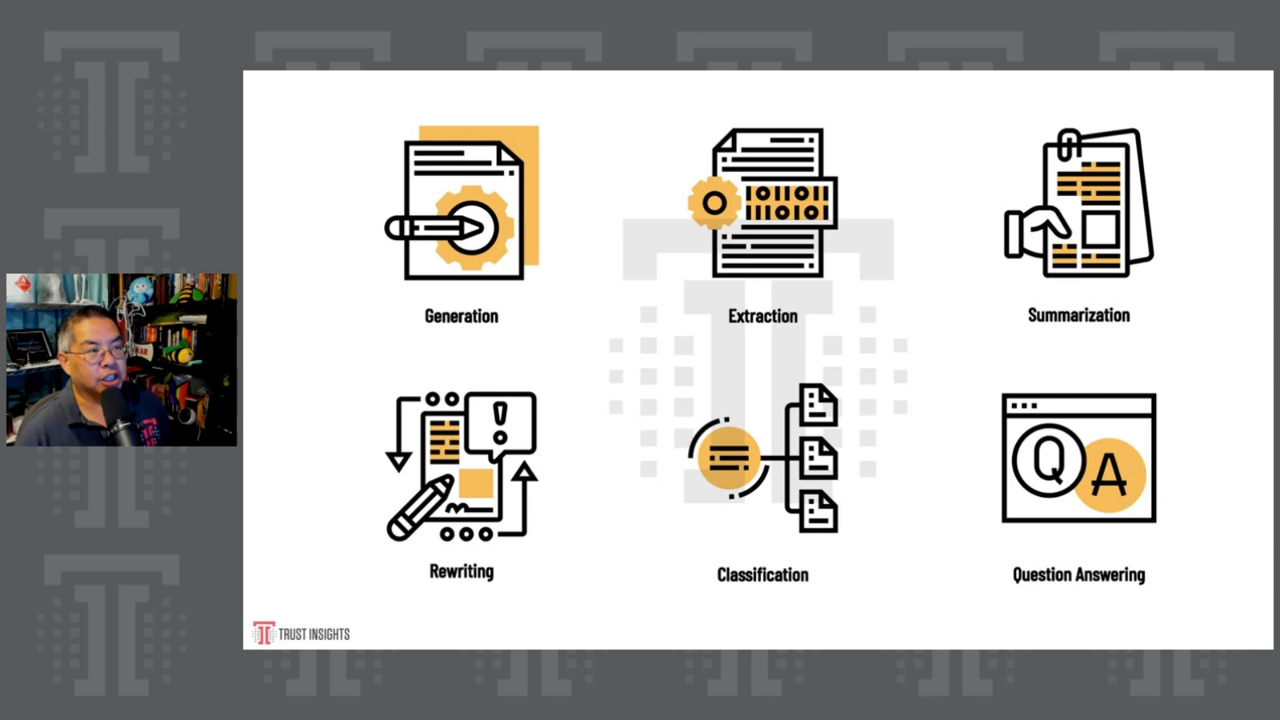 Generation
Extraction
Summarization
Rewriting
Classification
Question Answering
Q
A
TRUST INSIGHTS